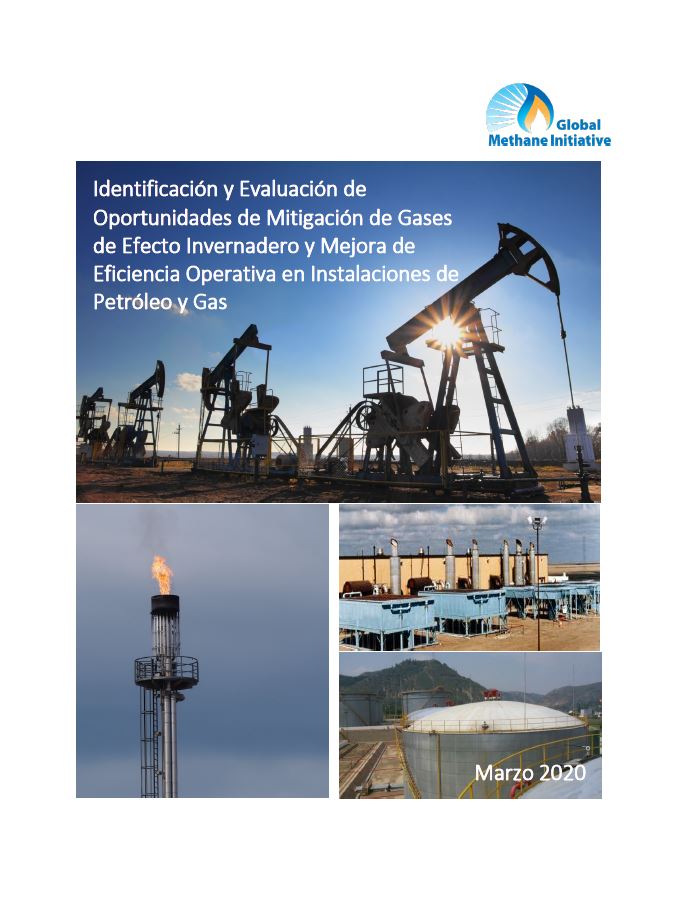 Global
Methane Initiative
Identificación y Evaluación de
Oportunidades de Mitigación de Gases
de Efecto Invernadero y Mejora de
Eficiencia Operativa en Instalaciones de
Petróleo y Gas
Marzo 2020